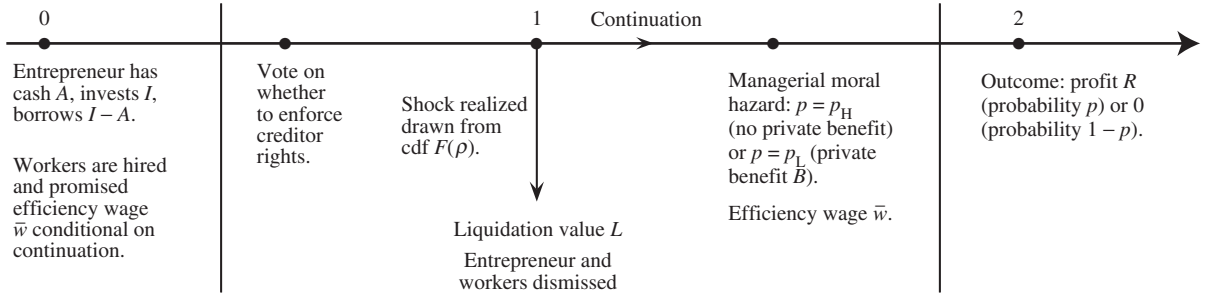 0
1
Continuation
2
Entrepreneur has
cash A, invests I,
borrows I – A.
Workers are hired
and promised
efficiency wage
w̅ conditional on
continuation.
Vote on
whether
to enforce
creditor
rights.
Shock realized
drawn from
cdf F(ρ).
Liquidation value L
Entrepreneur and
workers dismissed
Managerial moral
hazard: p = p_H
(no private benefit)
or p = p_L (private
benefit B).
Efficiency wage w̅.
Outcome: profit R
(probability p) or 0
(probability 1 – p).